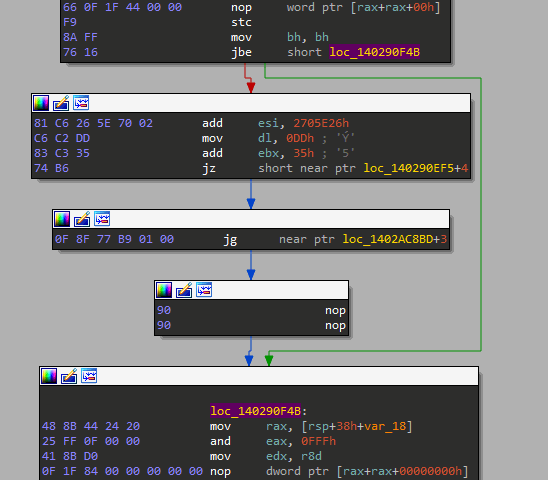 66 0F 1F 44 00 00 nop word ptr [rax+rax+00h]
F9 stc
8A FF mov bh, bh
76 16 jbe short loc_140290F4B
81 C6 26 5E 70 02 add esi, 2705E26h
C6 C2 DD mov dl, 0DDh ; 'Ý'
83 C3 35 add ebx, 35h ; '5'
74 B6 jz short near ptr loc_140290EF5+4
0F 8F 77 B9 01 00 jg near ptr loc_1402AC8BD+3
90 nop
90 nop
loc_140290F4B:
48 8B 44 24 20 mov rax, [rsp+38h+var_18]
25 FF 0F 00 00 and eax, 0FFFh
41 8B D0 mov edx, r8d
0F 1F 84 00 00 00 00 00 nop dword ptr [rax+rax+00000000h]